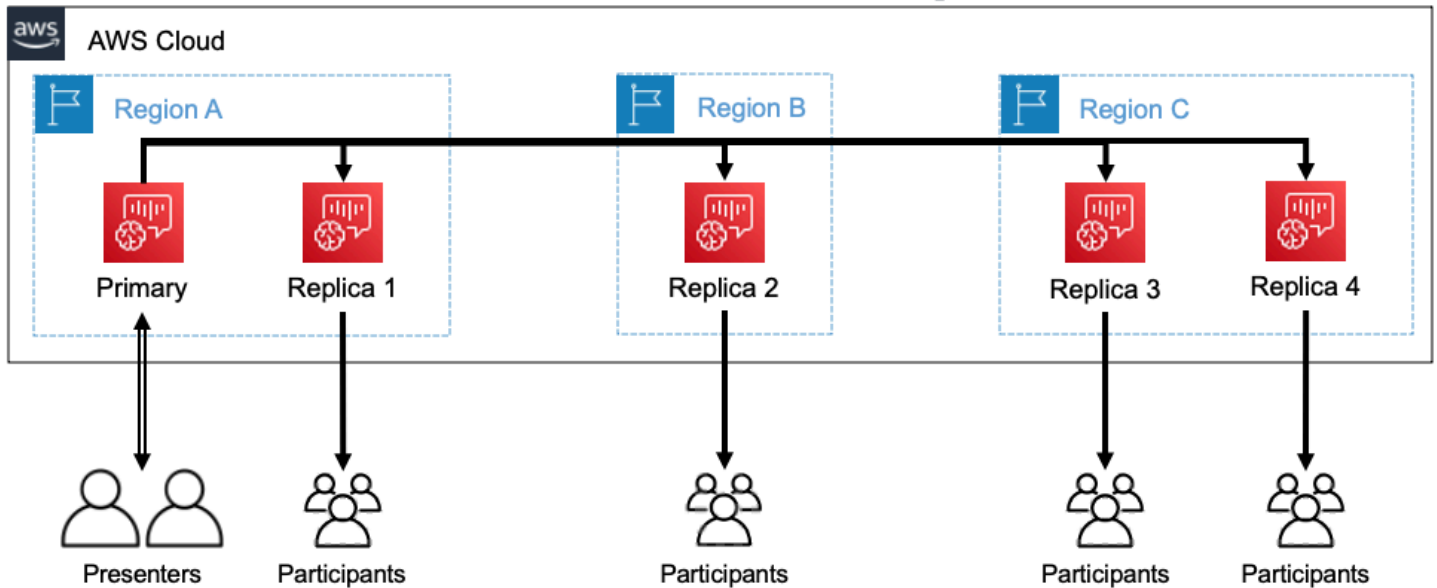 aws
AWS Cloud
Region A
Region B
Region C
Primary
Replica 1
Replica 2
Replica 3
Replica 4
Presenters
Participants
Participants
Participants
Participants